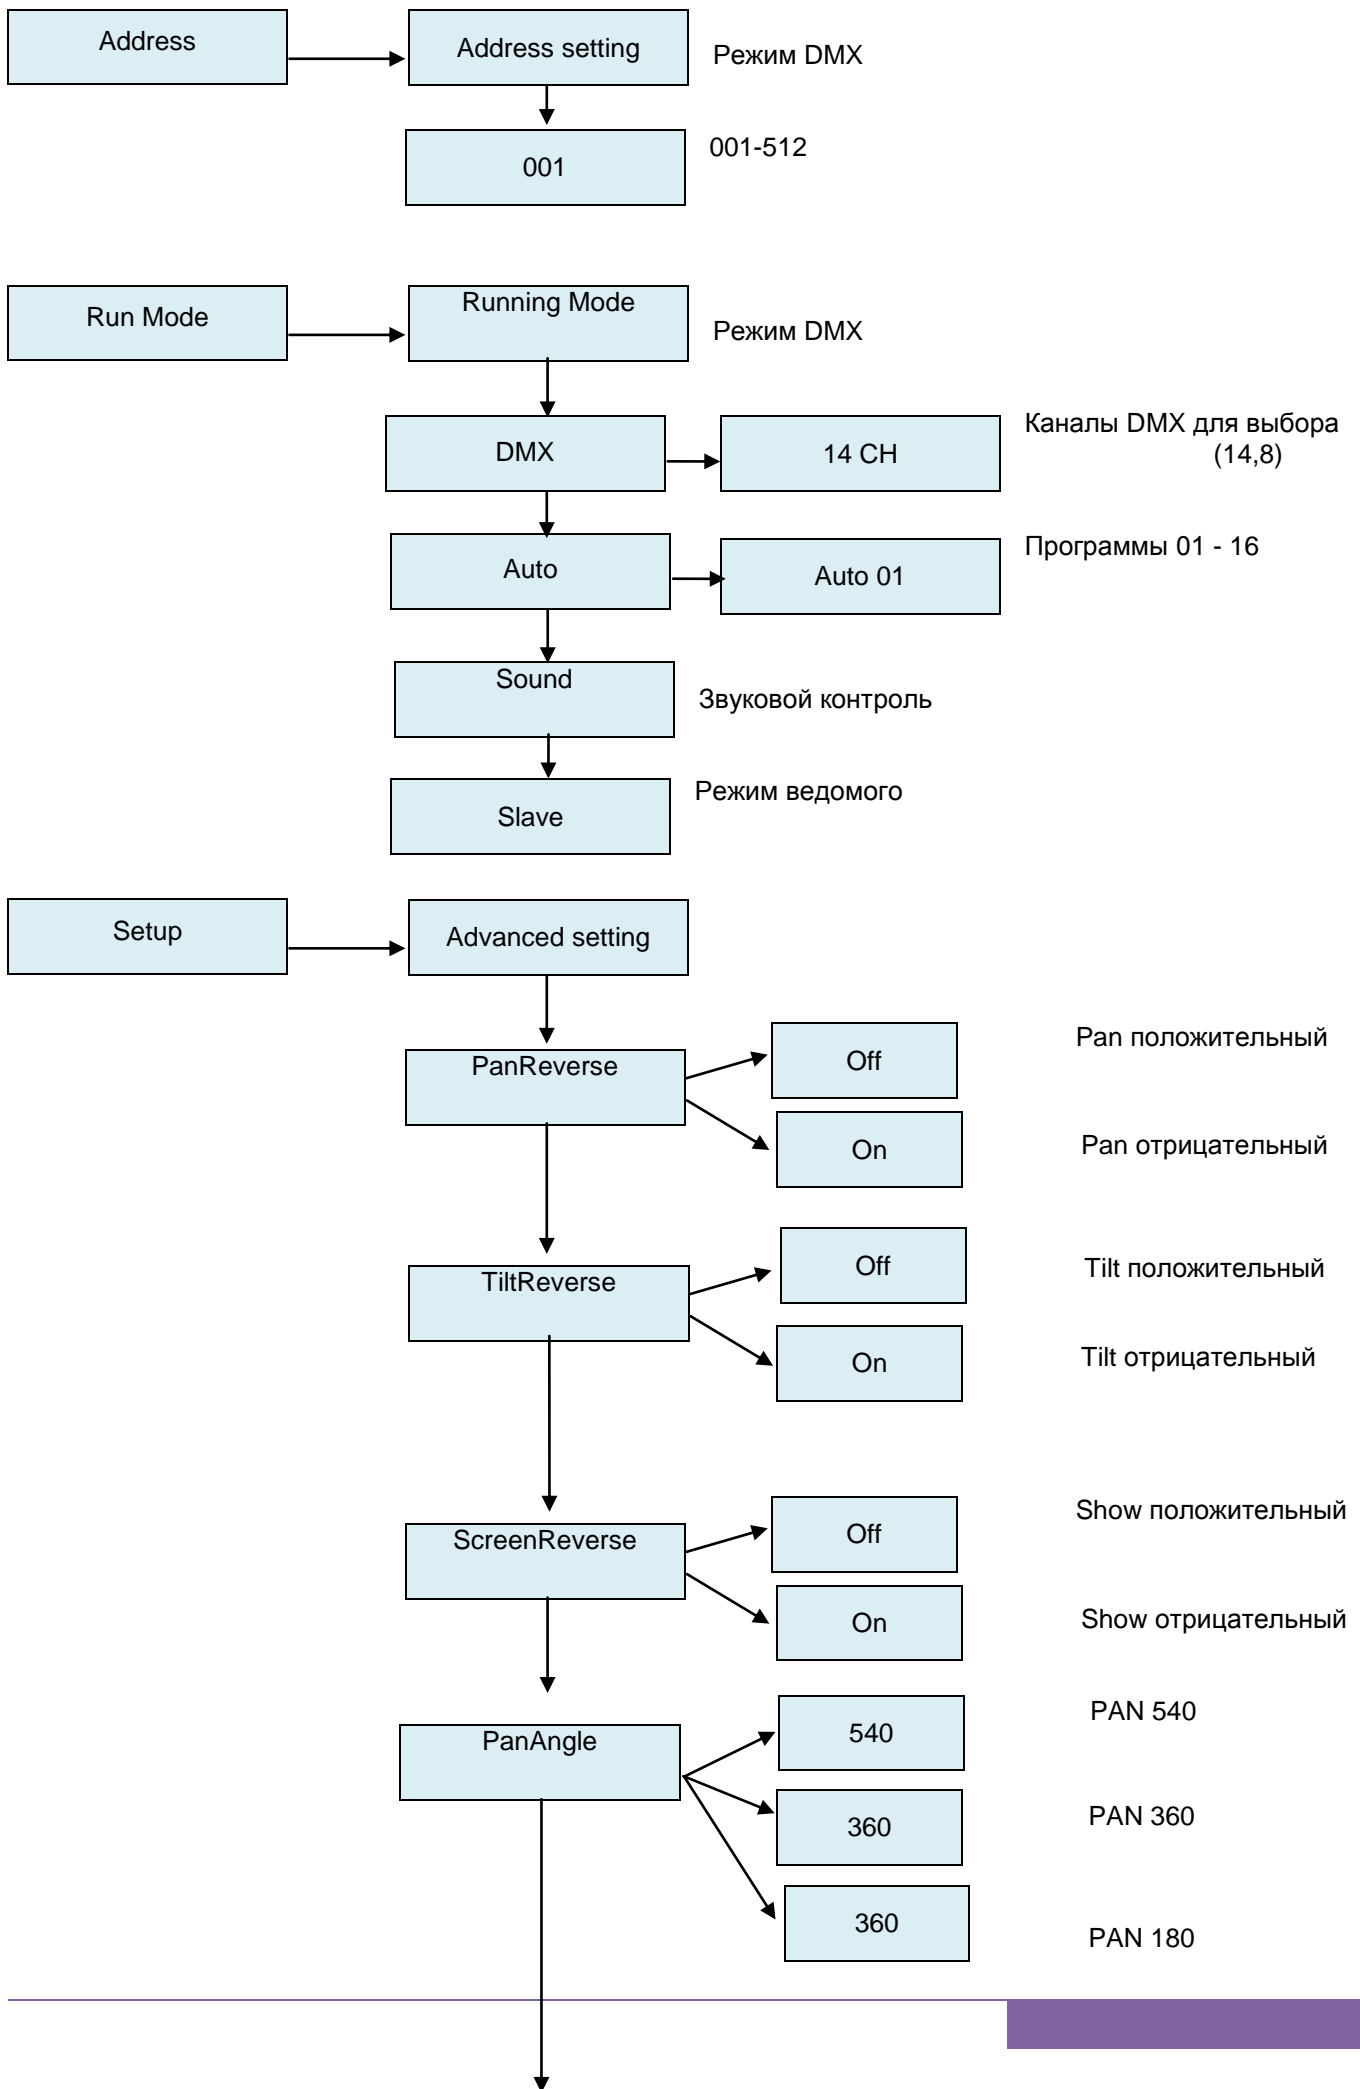 Address
Address setting
Режим DMX
001
001-512
Run Mode
Running Mode
Режим DMX
DMX
14 CH
Каналы DMX для выбора
(14,8)
Auto
Auto 01
Программы 01 - 16
Sound
Звуковой контроль
Slave
Режим ведомого
Setup
Advanced setting
PanReverse
Off
Pan положительный
On
Pan отрицательный
TiltReverse
Off
Tilt положительный
On
Tilt отрицательный
ScreenReverse
Off
Show положительный
On
Show отрицательный
PanAngle
540
PAN 540
360
PAN 360
360
PAN 180